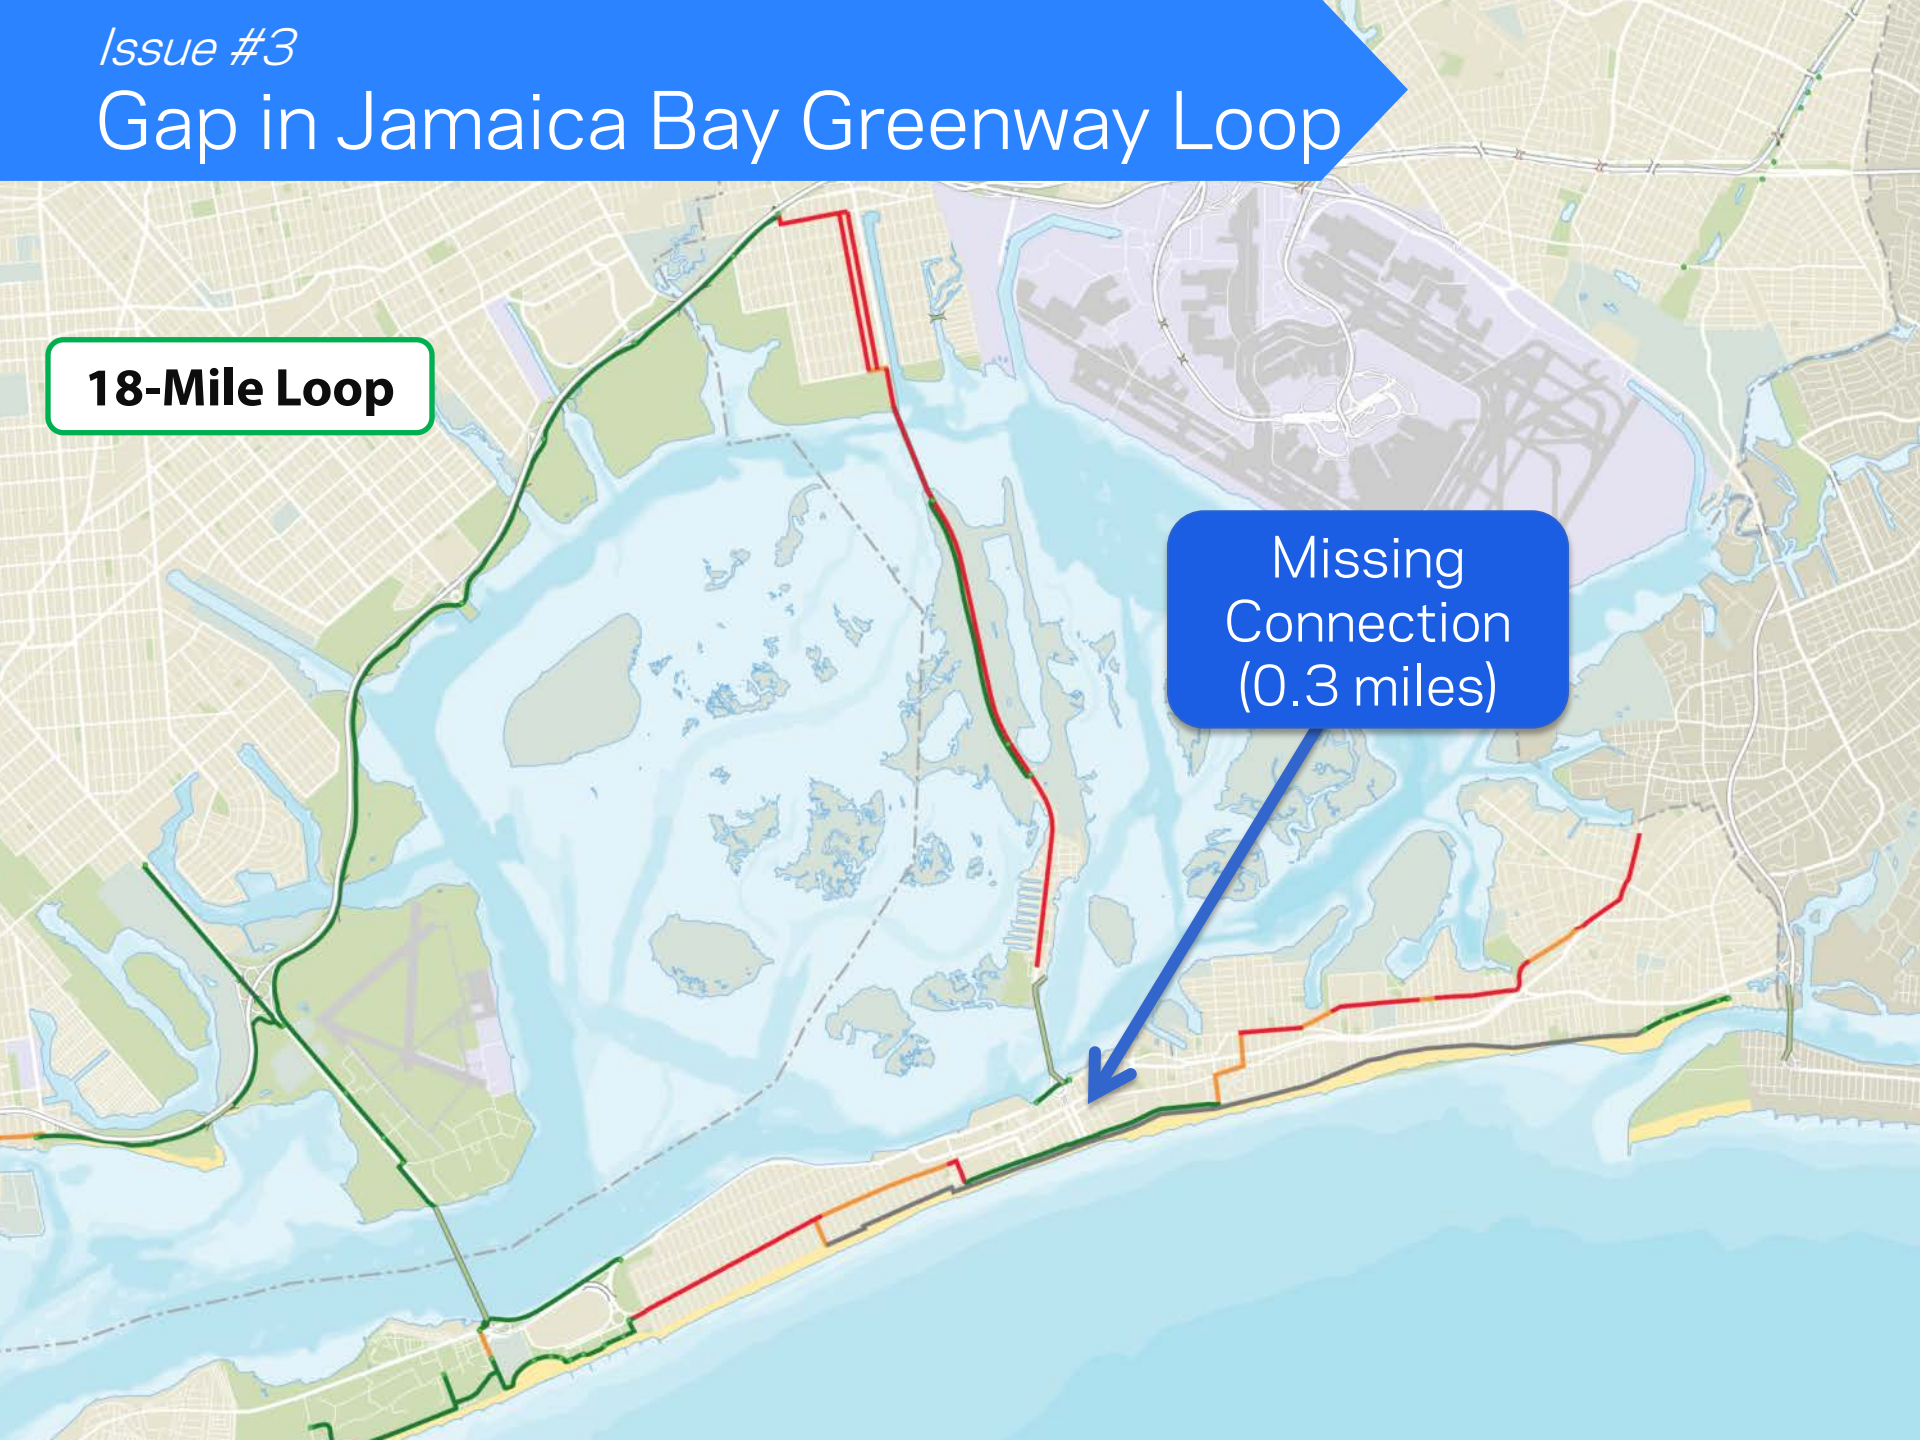 Issue #3
Gap in Jamaica Bay Greenway Loop
18-Mile Loop
Missing
Connection
(0.3 miles)